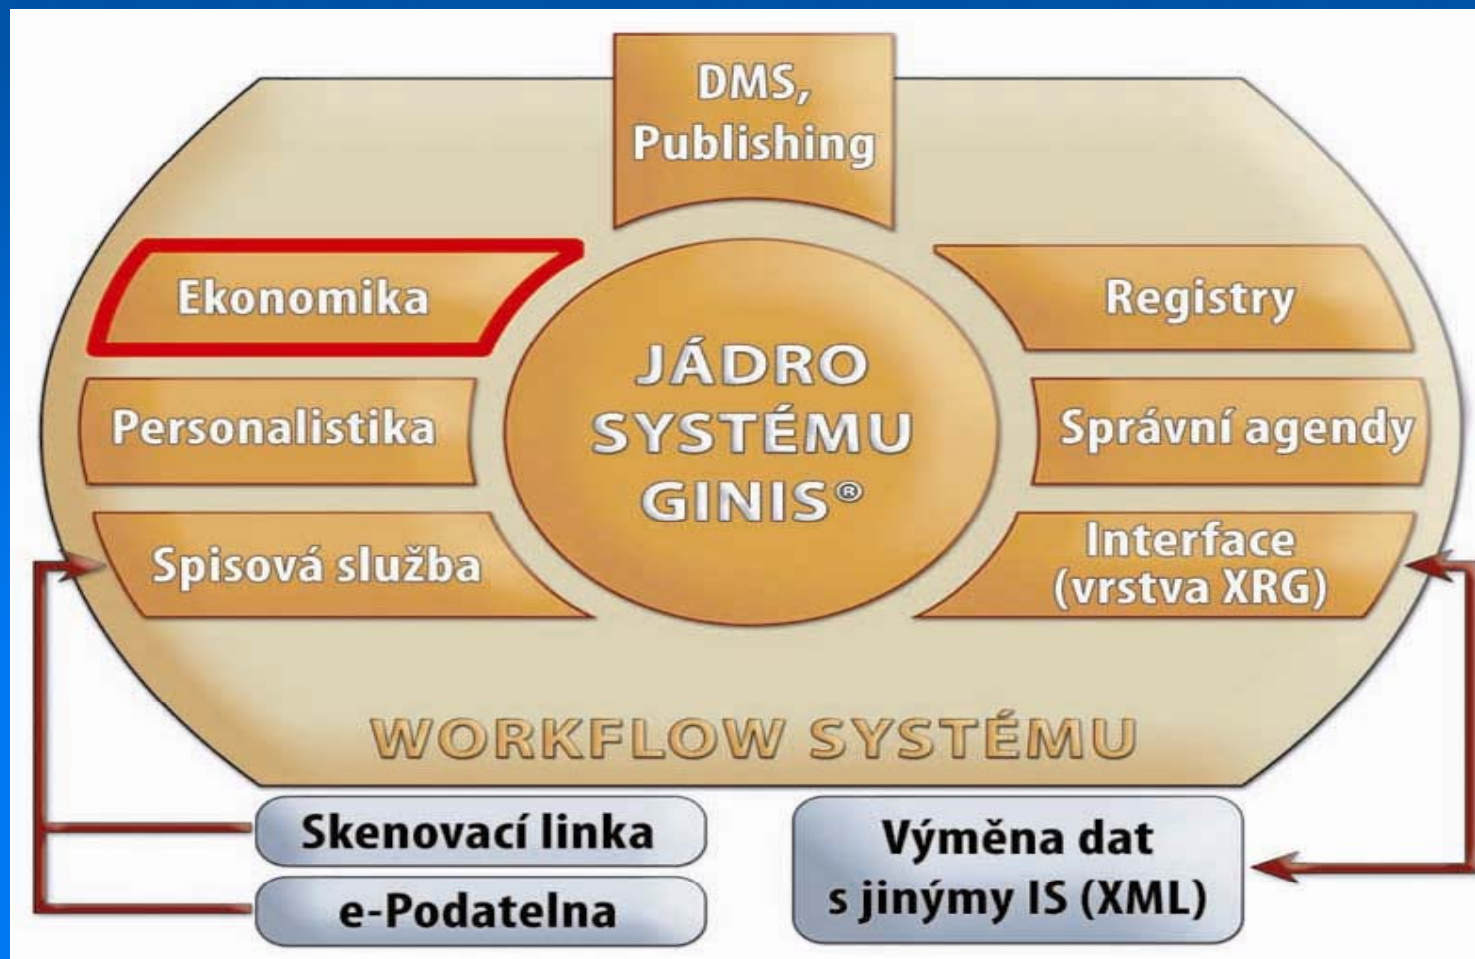 DMS,
Publishing
Ekonomika
Registry
JÁDRO
SYSTÉMU
GINIS®
Personalistika
Správní agendy
Spisová služba
Interface
(vrstva XRG)
WORKFLOW SYSTÉMU
Skenovací linka
e-Podatelna
Výměna dat
s jinýmy IS (XML)